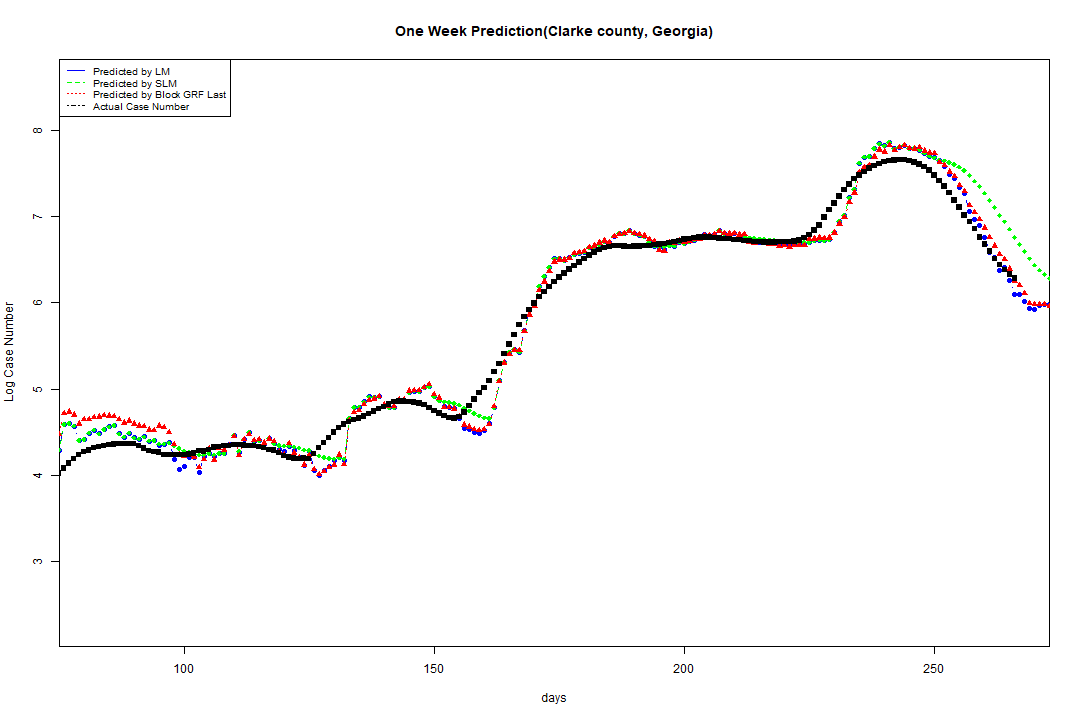 One Week Prediction(Clarke county, Georgia)
Predicted by LM
Predicted by SLM
Predicted by Block GRF Last
Actual Case Number
8
7
6
5
4
3
Log Case Number
100 150 200 250
days